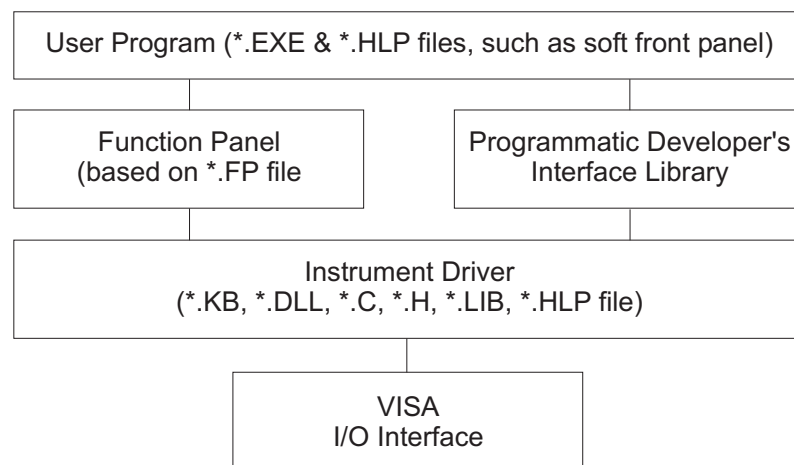 User Program (*.EXE & *.HLP files, such as soft front panel)
Function Panel
(based on *.FP file
Programmatic Developer's
Interface Library
Instrument Driver
(*.KB, *.DLL, *.C, *.H, *.LIB, *.HLP file)
VISA
I/O Interface